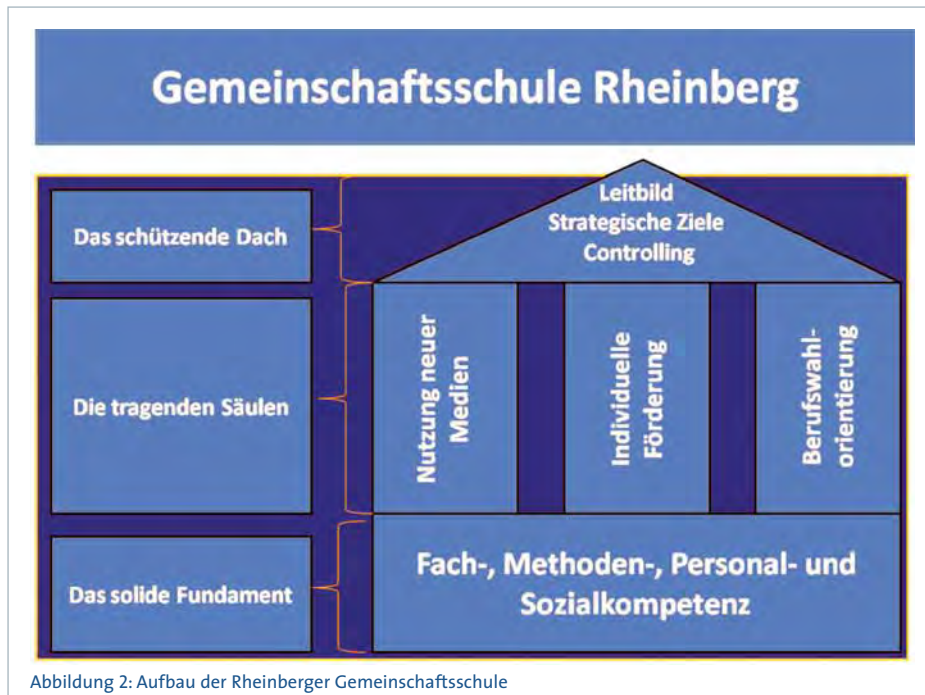 Gemeinschaftsschule Rheinberg
Das schützende Dach
Leitbild
Strategische Ziele
Controlling
Die tragenden Säulen
Nutzung neuer
Medien
Individuelle
Förderung
Berufswahl-
orientierung
Das solide Fundament
Fach-, Methoden-, Personal- und
Sozialkompetenz
Abbildung 2: Aufbau der Rheinberger Gemeinschaftsschule